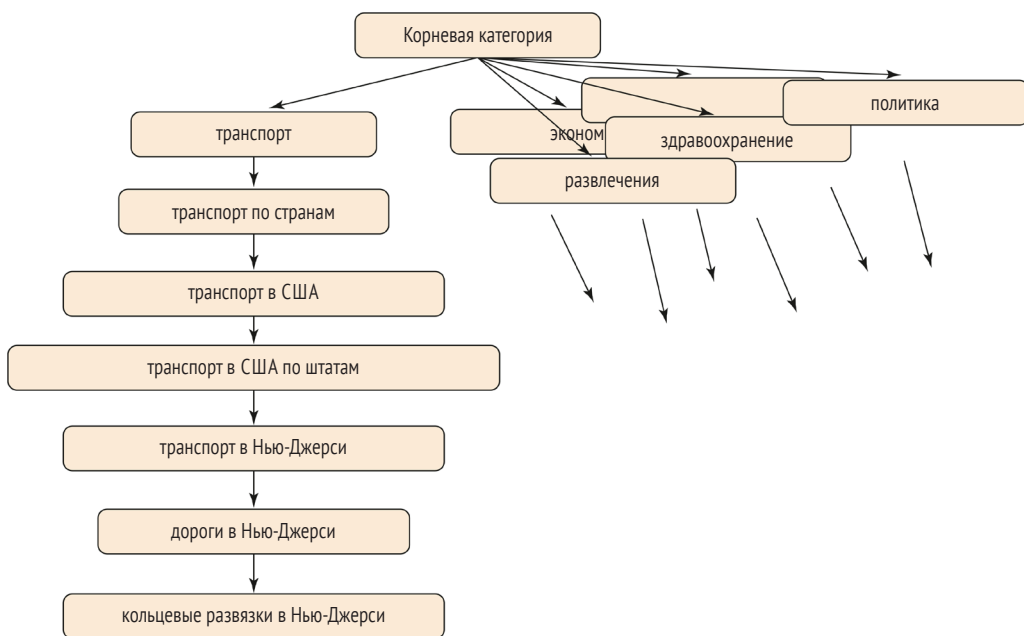 Корневая категория
политика
транспорт
эконом
здравоохранение
развлечения
транспорт по странам
транспорт в США
транспорт в США по штатам
транспорт в Нью-Джерси
дороги в Нью-Джерси
кольцевые развязки в Нью-Джерси